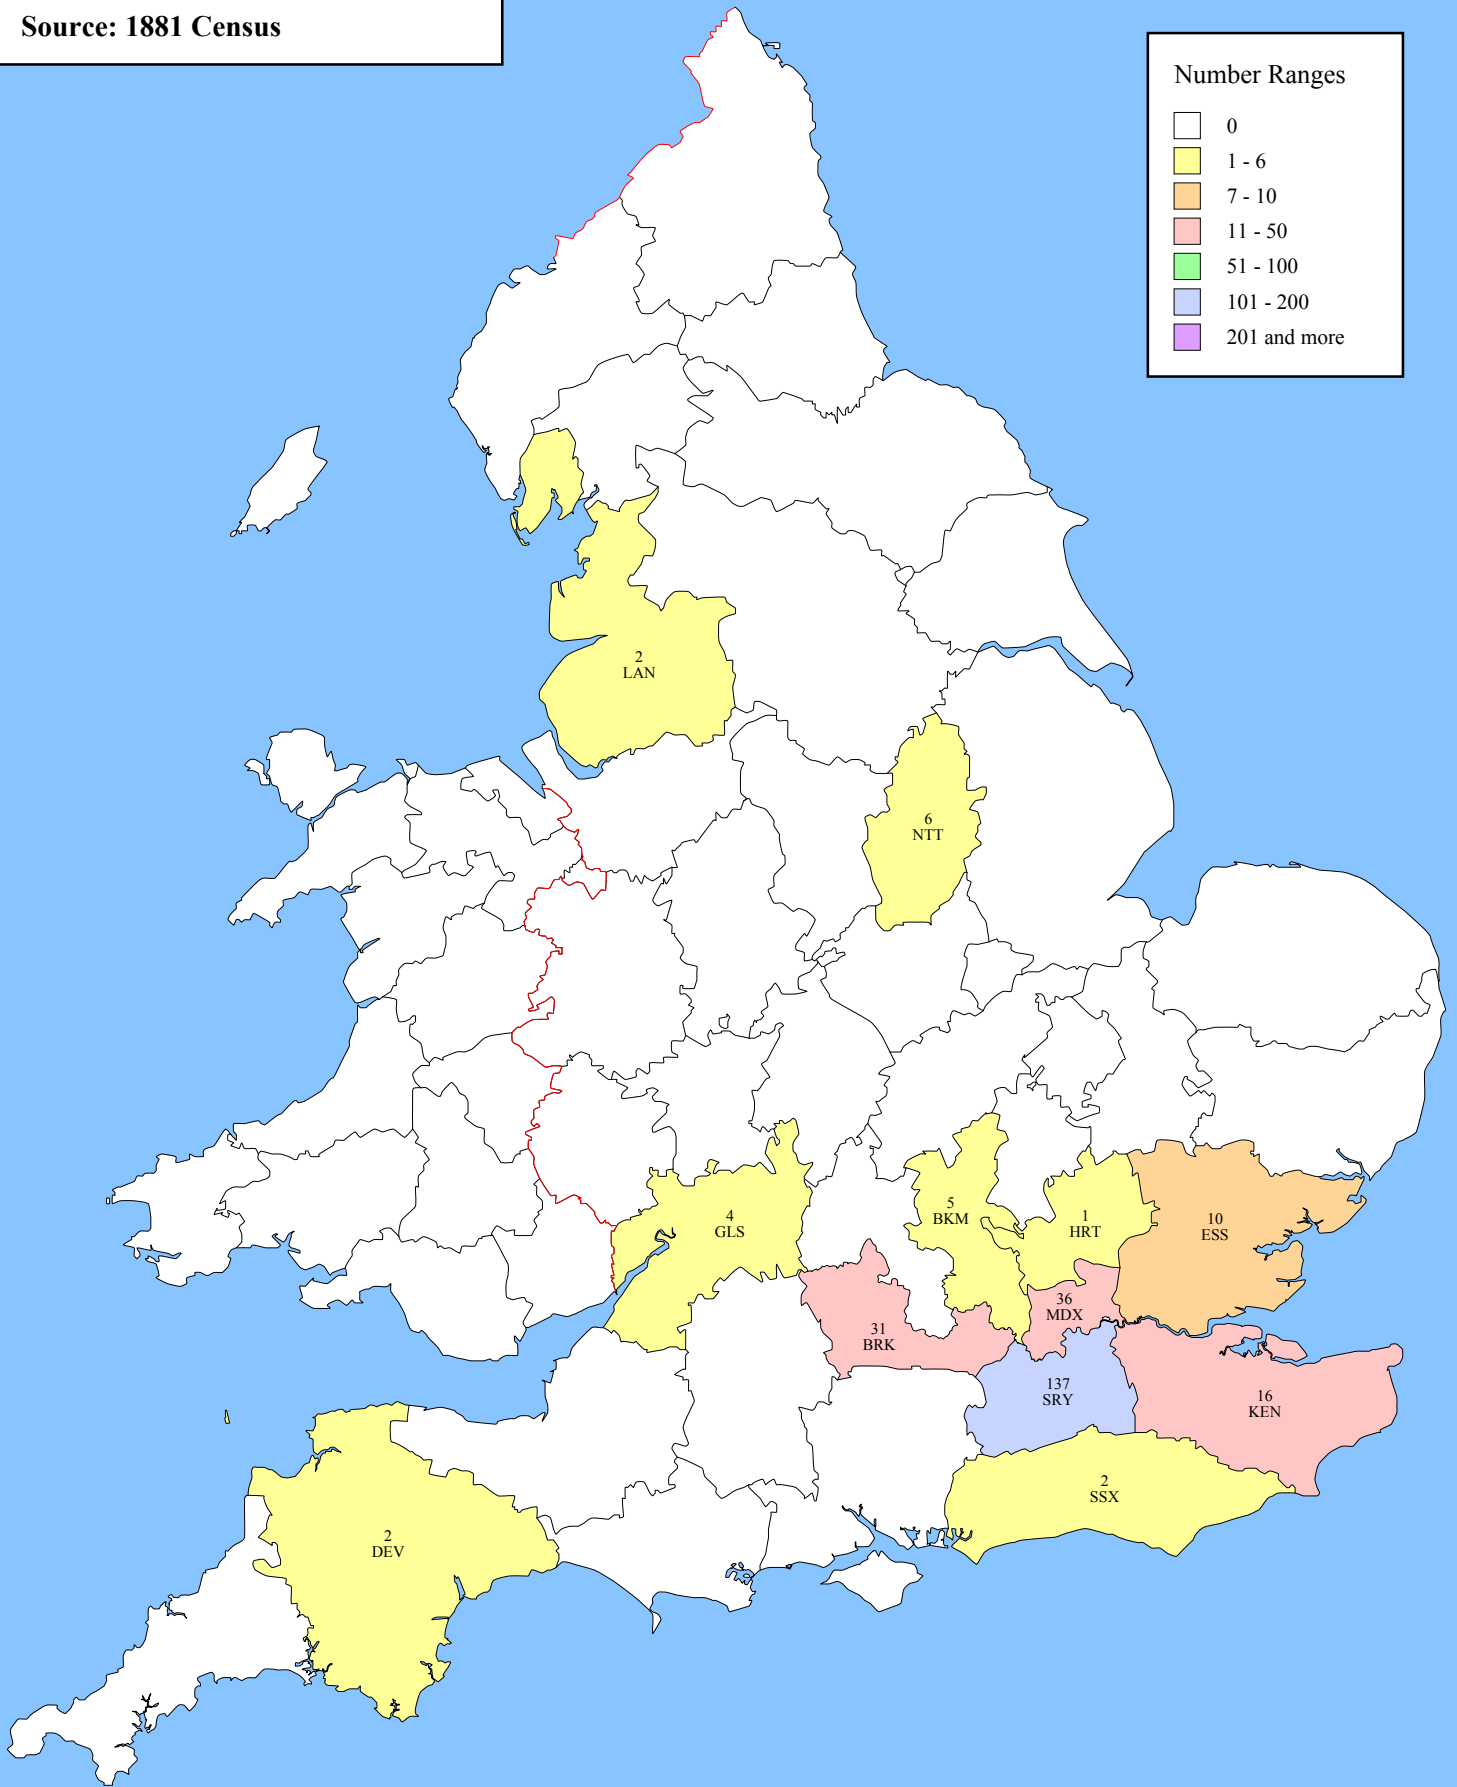 Source: 1881 Census
Number Ranges
0
1 - 6
7 - 10
11 - 50
51 - 100
101 - 200
201 and more
2
LAN
6
NTT
4
GLS
5
BKM
1
HRT
10
ESS
36
MDX
31
BRK
137
SRY
16
KEN
2
SSX
2
DEV